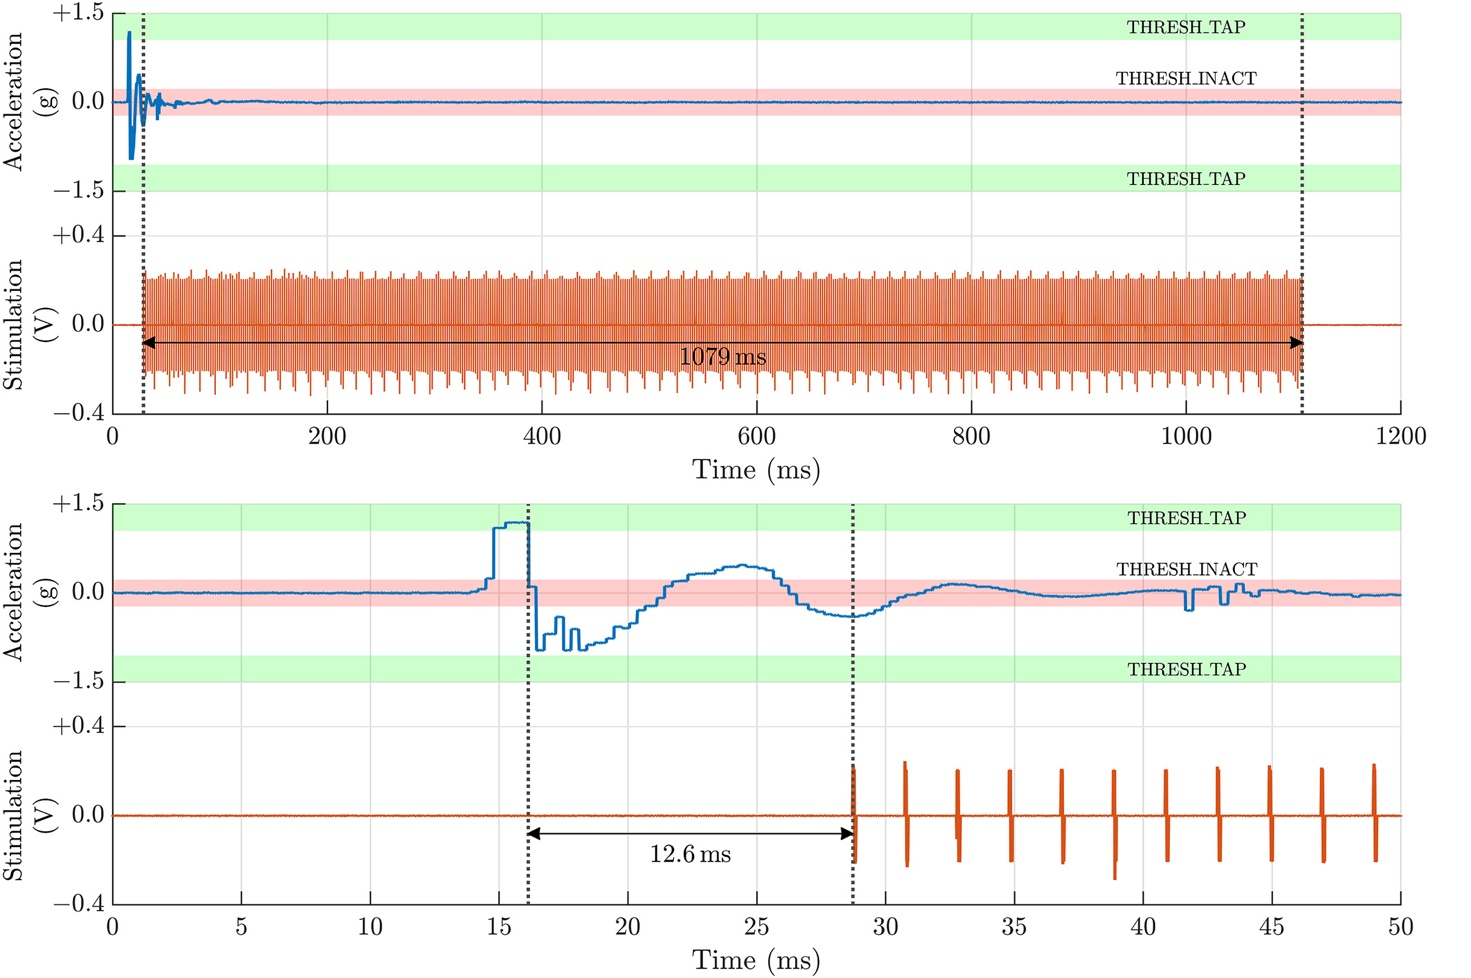 +1.5
THRESH_TAP
Acceleration
(g)
THRESH_INACT
0.0
THRESH_TAP
−1.5
+0.4
Stimulation
(V)
0.0
1079 ms
−0.4
0 200 400 600 800 1000 1200
Time (ms)
+1.5
THRESH_TAP
Acceleration
(g)
THRESH_INACT
0.0
THRESH_TAP
−1.5
+0.4
Stimulation
(V)
0.0
12.6 ms
−0.4
0 5 10 15 20 25 30 35 40 45 50
Time (ms)